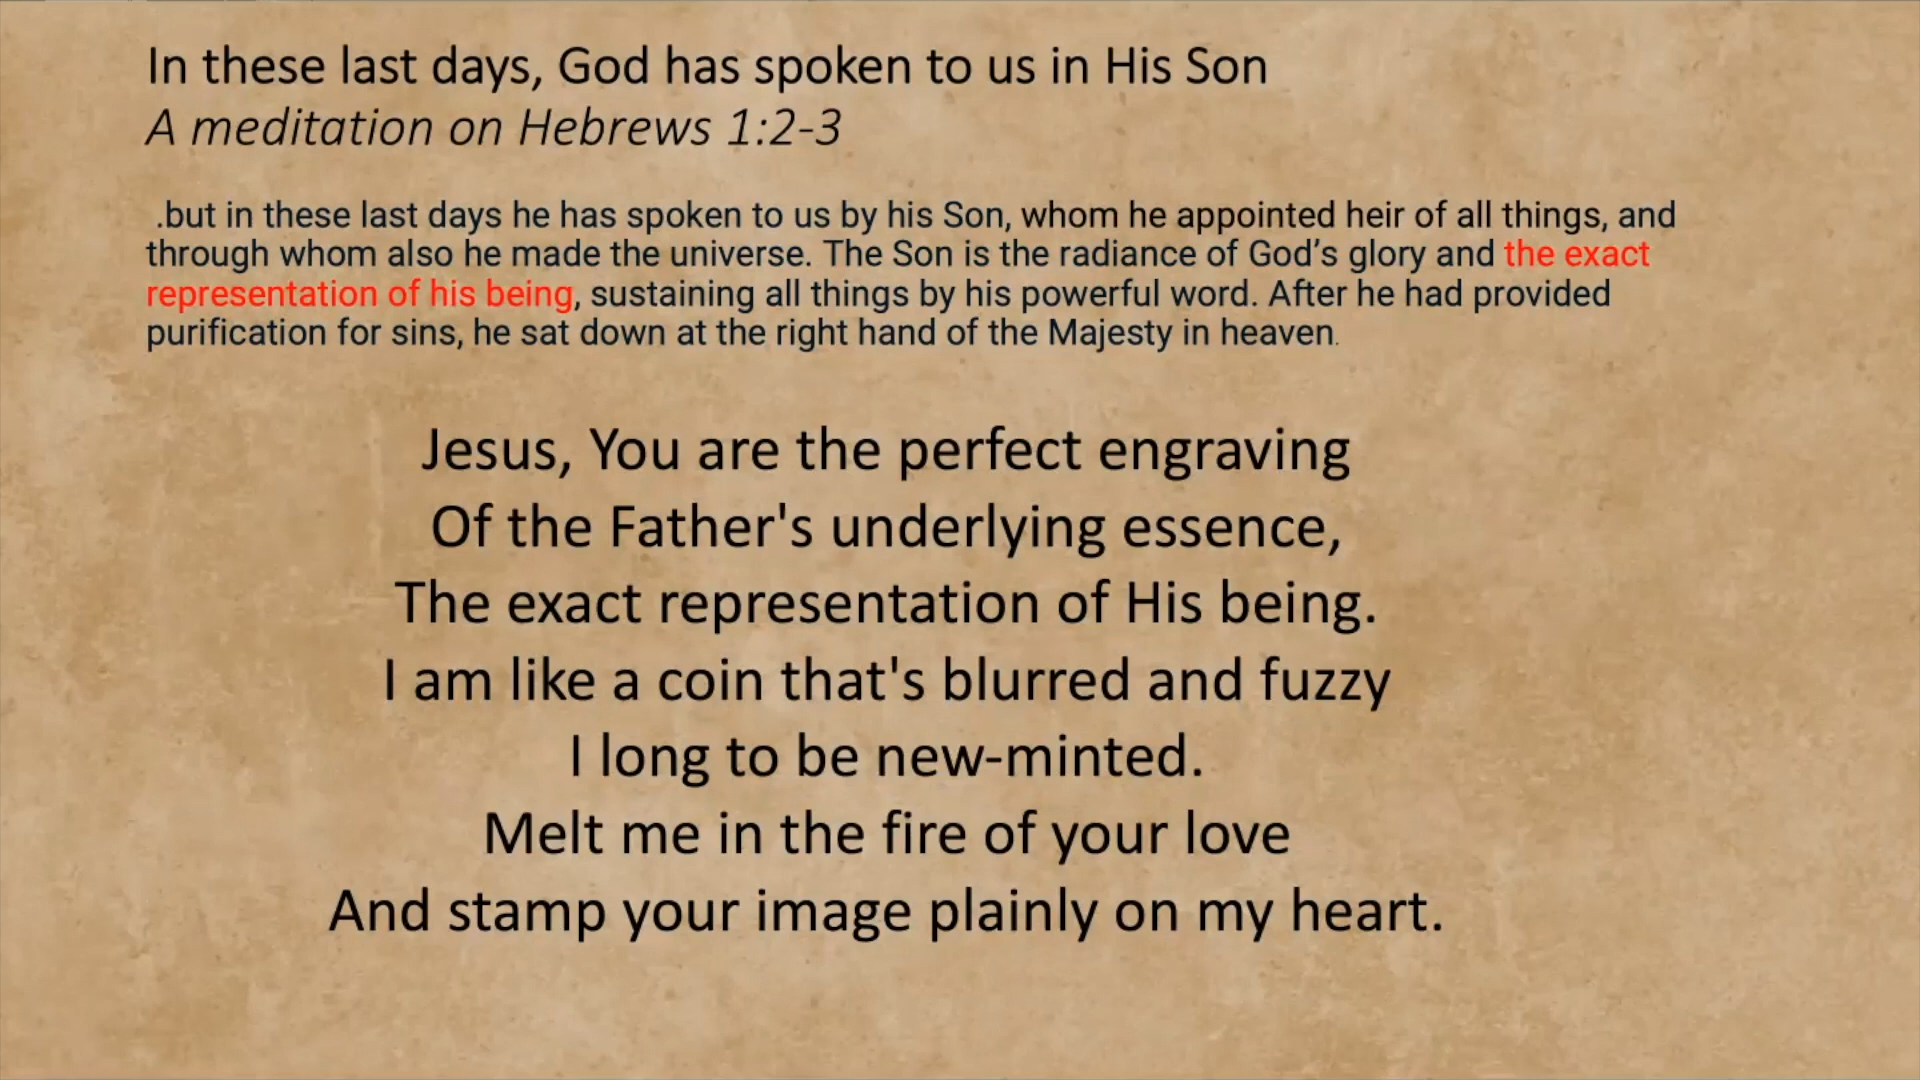 In these last days, God has spoken to us in His Son
A meditation on Hebrews 1:2-3
.but in these last days he has spoken to us by his Son, whom he appointed heir of all things, and
through whom also he made the universe. The Son is the radiance of God’s glory and the exact
representation of his being, sustaining all things by his powerful word. After he had provided
purification for sins, he sat down at the right hand of the Majesty in heaven.
Jesus, You are the perfect engraving
Of the Father's underlying essence,
The exact representation of His being.
I am like a coin that's blurred and fuzzy
I long to be new-minted.
Melt me in the fire of your love
And stamp your image plainly on my heart.